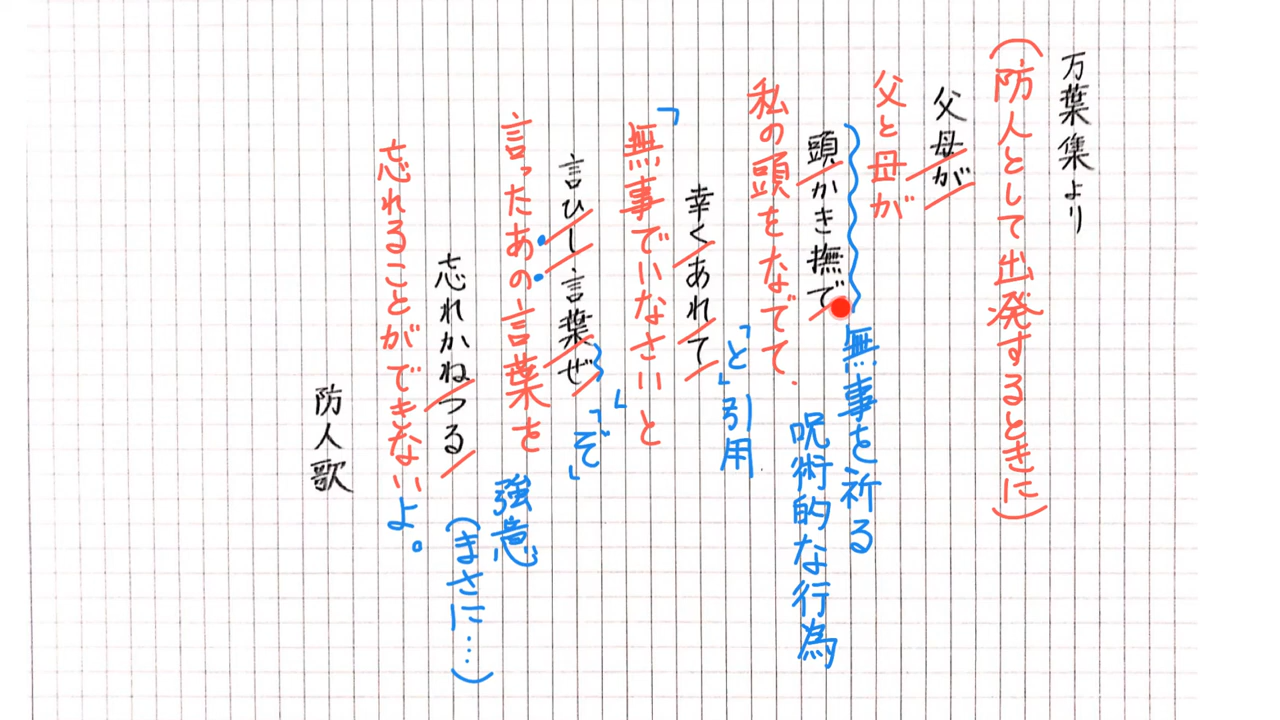 万葉集より
(防人として出発するときに)
父母が
父と母が
無事を祈る
頭かき撫で
呪術的な行為
私の頭をなでて
「と」引用
幸くあれて
「無事でいなさい」と
「ぞ」
言ひし言葉ぜ
強意
言ったあの言葉を
(まさに…)
忘れかねつる
忘れることができないよ。
防人歌